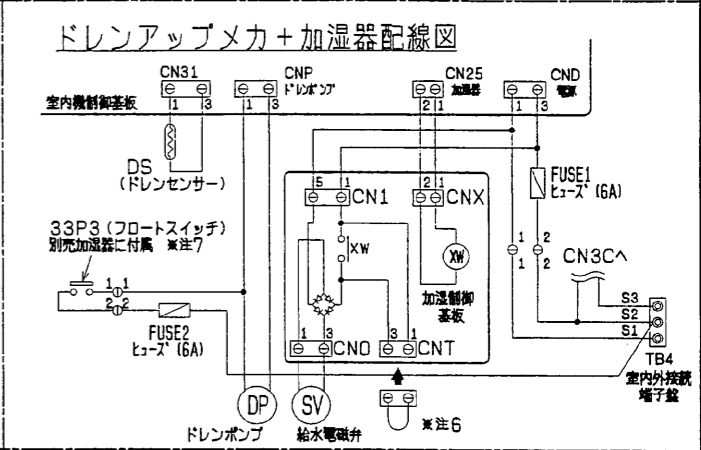 ドレンアップメカ+加湿器配線図
CN31
CNP
ドレンポンプ
CN25
加湿器
CND
電源
室内機制御基板
1 3
1 3
2 1
1 3
DS
(ドレンセンサー)
5 1
CN1
2 1
CNX
FUSE1
ヒューズ(6A)
33P3(フロートスイッチ)
別売加湿器に付属 ※注7
XW
XW
1 2
1 2
CN3Cへ
1 1
2 2
加湿制御
基板
S3
S2
S1
FUSE2
ヒューズ(6A)
1 3
CNO
3 1
CNT
TB4
室内外接続
端子盤
DP
SV
※注6
ドレンポンプ
給水電磁弁